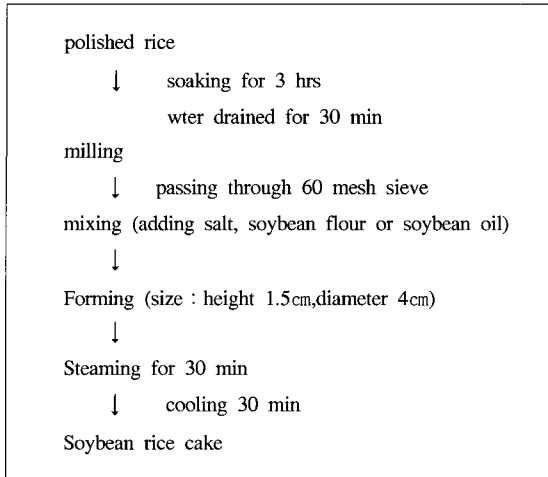 polished rice
↓ soaking for 3 hrs
wter drained for 30 min
milling
↓ passing through 60 mesh sieve
mixing (adding salt, soybean flour or soybean oil)
↓
Forming (size : height 1.5㎝,diameter 4㎝)
↓
Steaming for 30 min
↓ cooling 30 min
Soybean rice cake